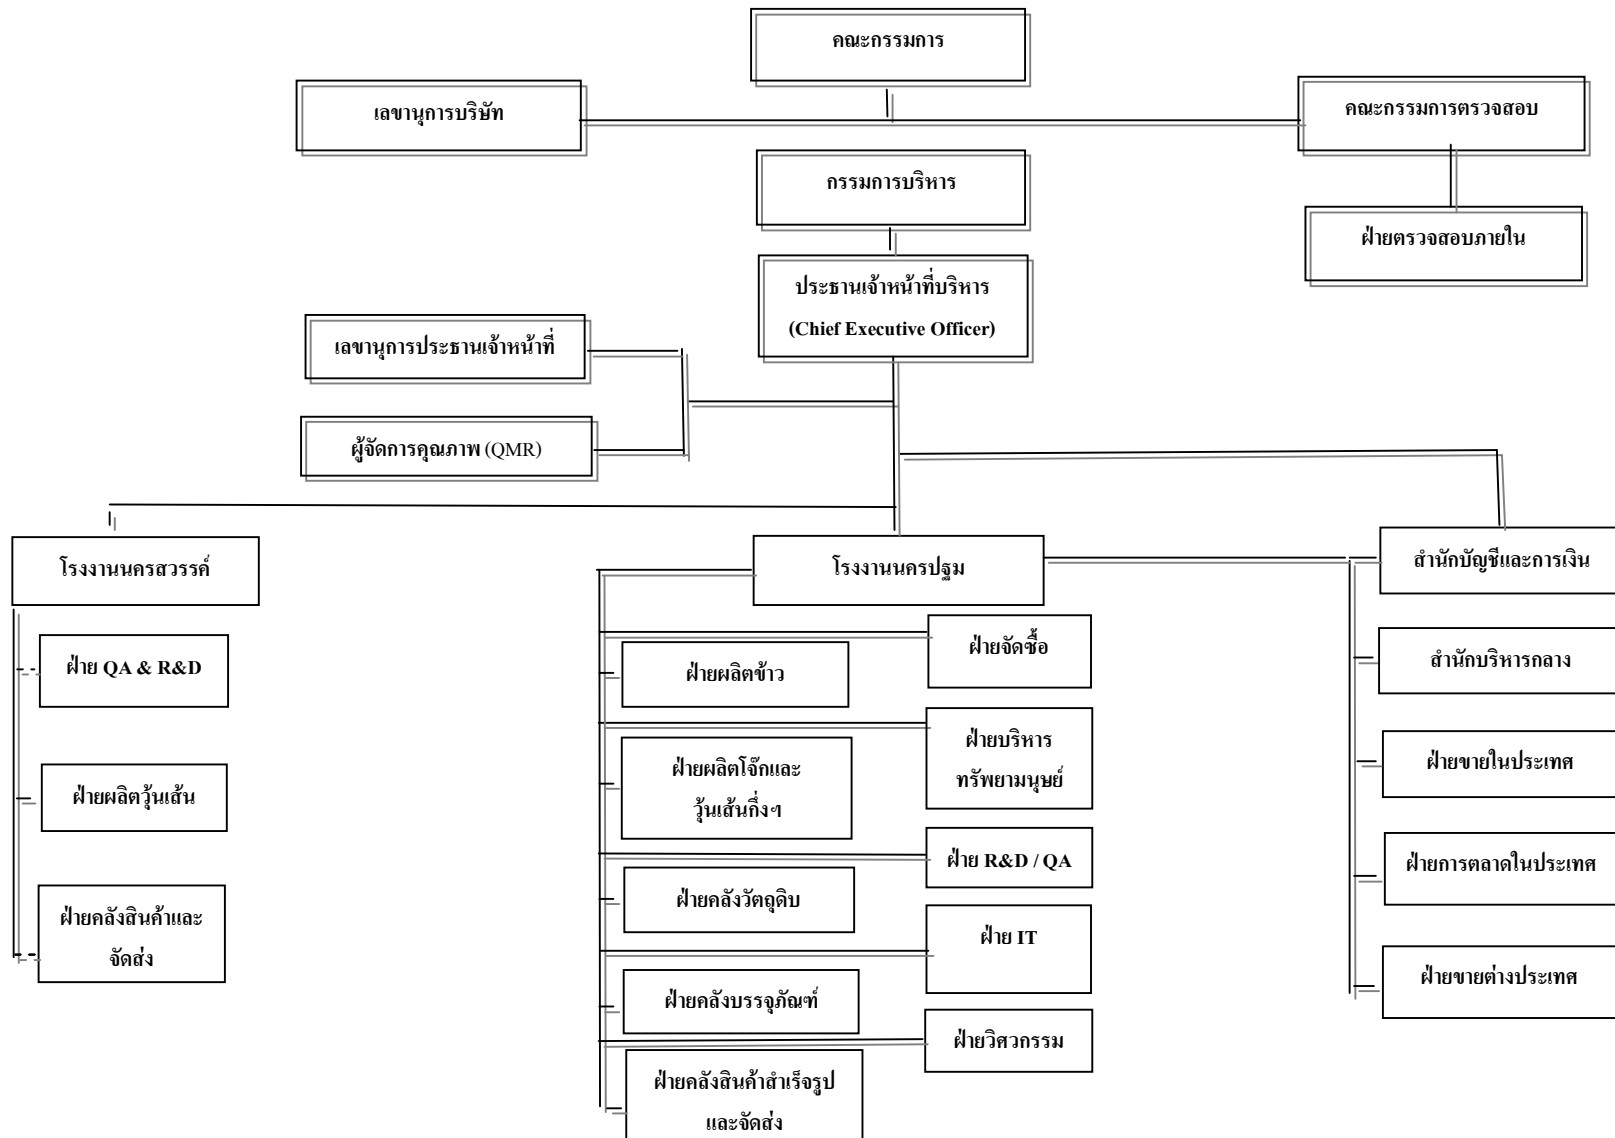 คณะกรรมการ
เลขานุการบริษัท
คณะกรรมการตรวจสอบ
กรรมการบริหาร
ฝ่ายตรวจสอบภายใน
ประธานเจ้าหน้าที่บริหาร
(Chief Executive Officer)
เลขานุการประธานเจ้าหน้าที่
ผู้จัดการคุณภาพ (QMR)
โรงงานนครสวรรค์
โรงงานนครปฐม
สำนักบัญชีและการเงิน
ฝ่าย QA & R&D
ฝ่ายผลิตวุ้นเส้น
ฝ่ายคลังสินค้าและ
จัดส่ง
ฝ่ายผลิตข้าว
ฝ่ายผลิตโจ๊กและ
วุ้นเส้นกึ่งฯ
ฝ่ายคลังวัตถุดิบ
ฝ่ายคลังบรรจุภัณฑ์
ฝ่ายคลังสินค้าสำเร็จรูป
และจัดส่ง
ฝ่ายจัดซื้อ
ฝ่ายบริหาร
ทรัพยามนุษย์
ฝ่าย R&D / QA
ฝ่าย IT
ฝ่ายวิศวกรรม
สำนักบริหารกลาง
ฝ่ายขายในประเทศ
ฝ่ายการตลาดในประเทศ
ฝ่ายขายต่างประเทศ